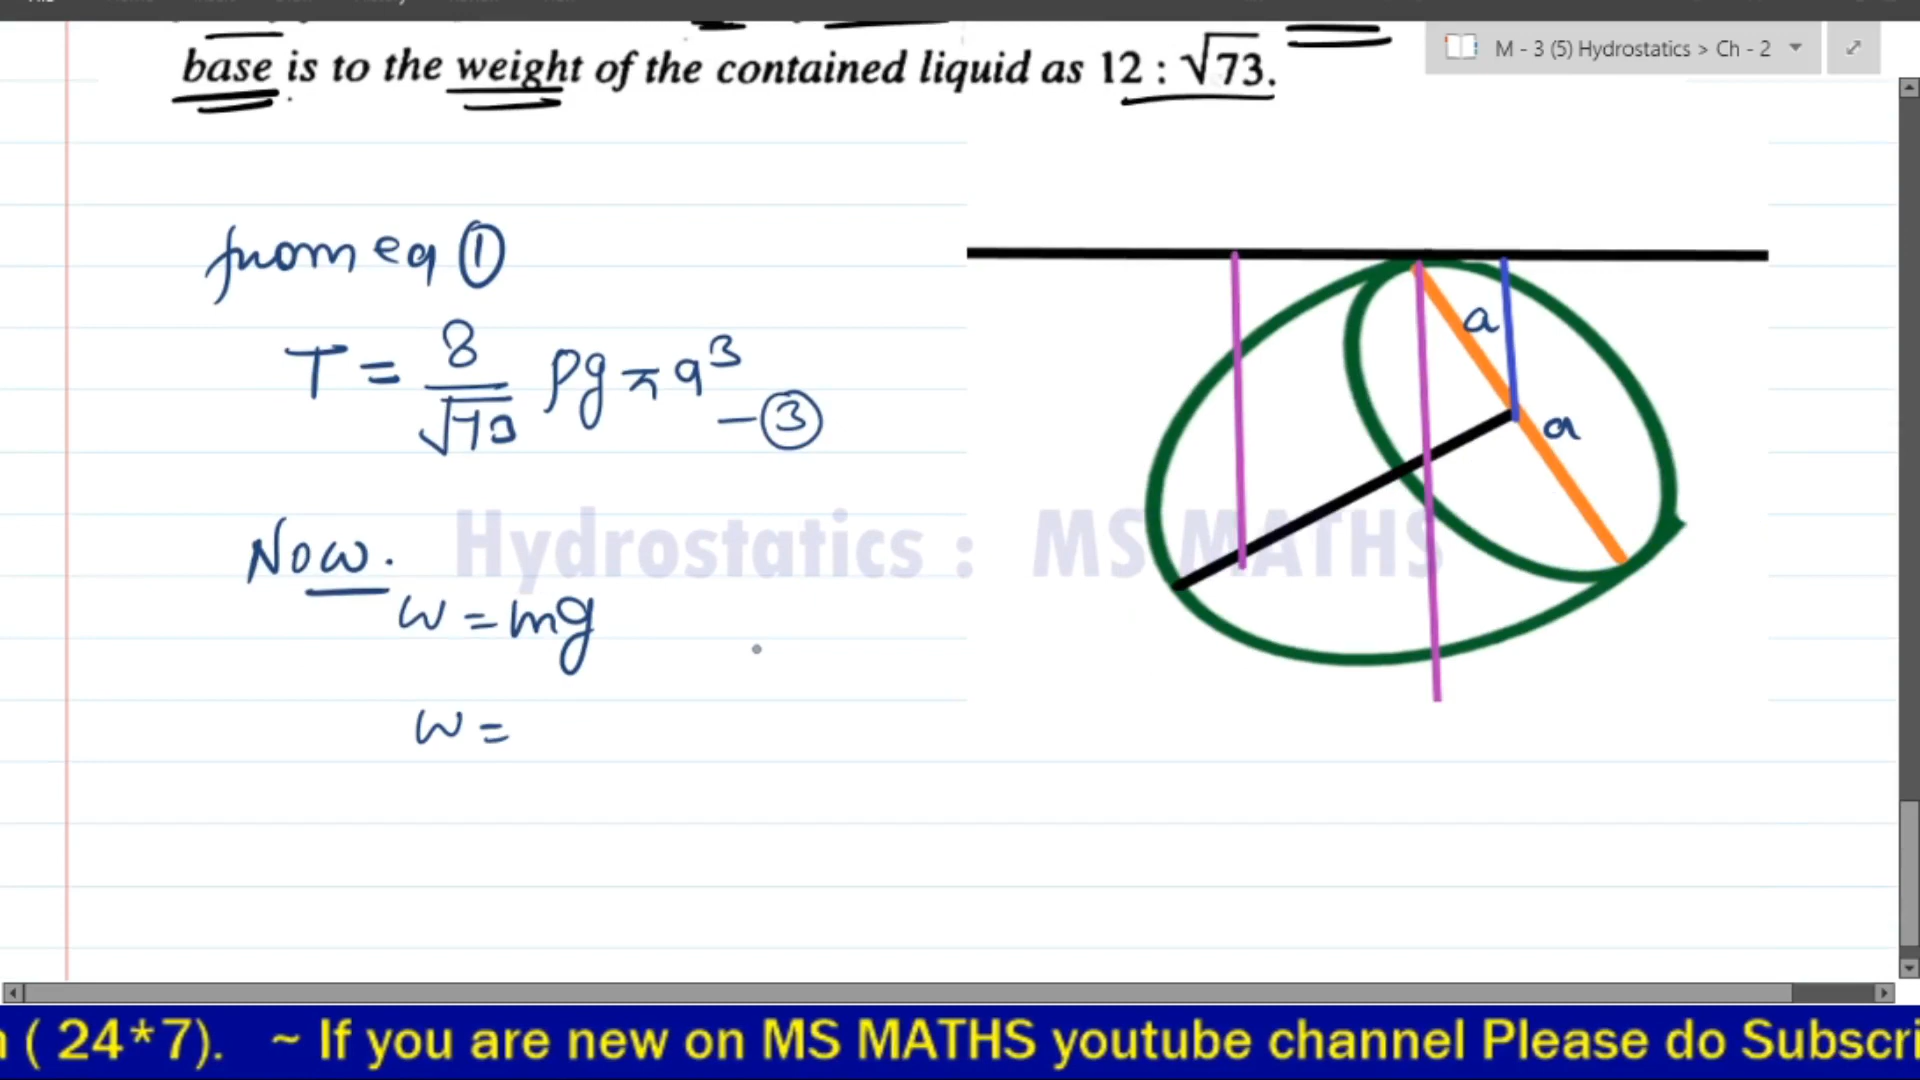 base is to the weight of the contained liquid as 12 : √73.
M - 3 (5) Hydrostatics > Ch - 2
from eq ①
T = 8/√73 ρg π a³ - ③
a
a
Now.
Hydrostatics : MS MATHS
w = mg
w =
( 24*7). ~ If you are new on MS MATHS youtube channel Please do Subscri